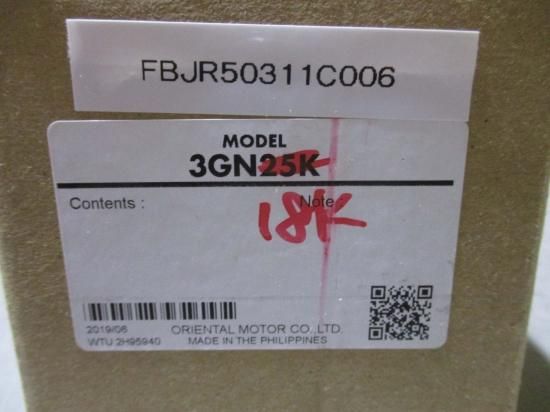 FBJR50311C006
MODEL
3GN25K
Contents :
Note :
18K
2019/06
ORIENTAL MOTOR CO. LTD.
WTU 2H95940
MADE IN THE PHILIPPINES